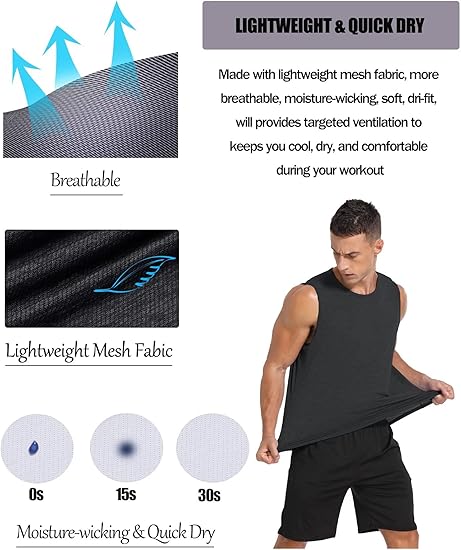 LIGHTWEIGHT & QUICK DRY
Made with lightweight mesh fabric, more
breathable, moisture-wicking, soft, dri-fit,
will provides targeted ventilation to
keeps you cool, dry, and comfortable
during your workout
Breathable
Lightweight Mesh Fabic
0s
15s
30s
Moisture-wicking & Quick Dry